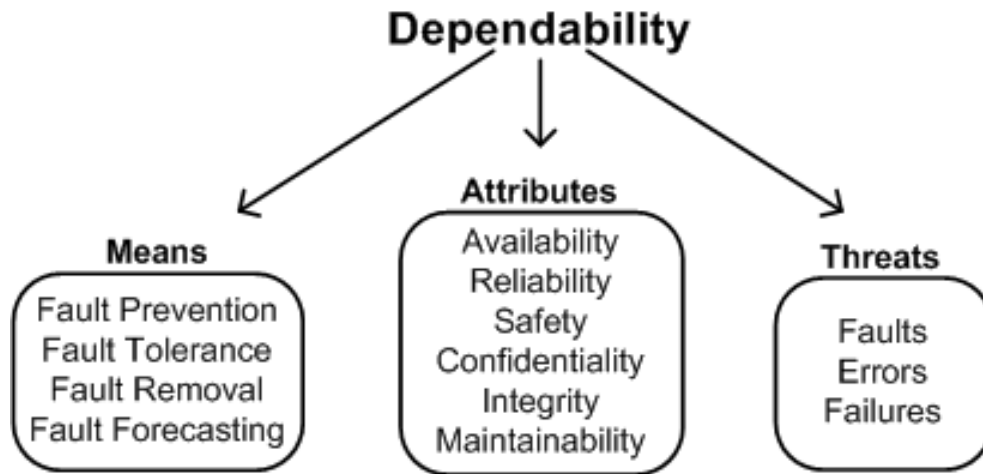 Dependability
Means
Fault Prevention
Fault Tolerance
Fault Removal
Fault Forecasting
Attributes
Availability
Reliability
Safety
Confidentiality
Integrity
Maintainability
Threats
Faults
Errors
Failures